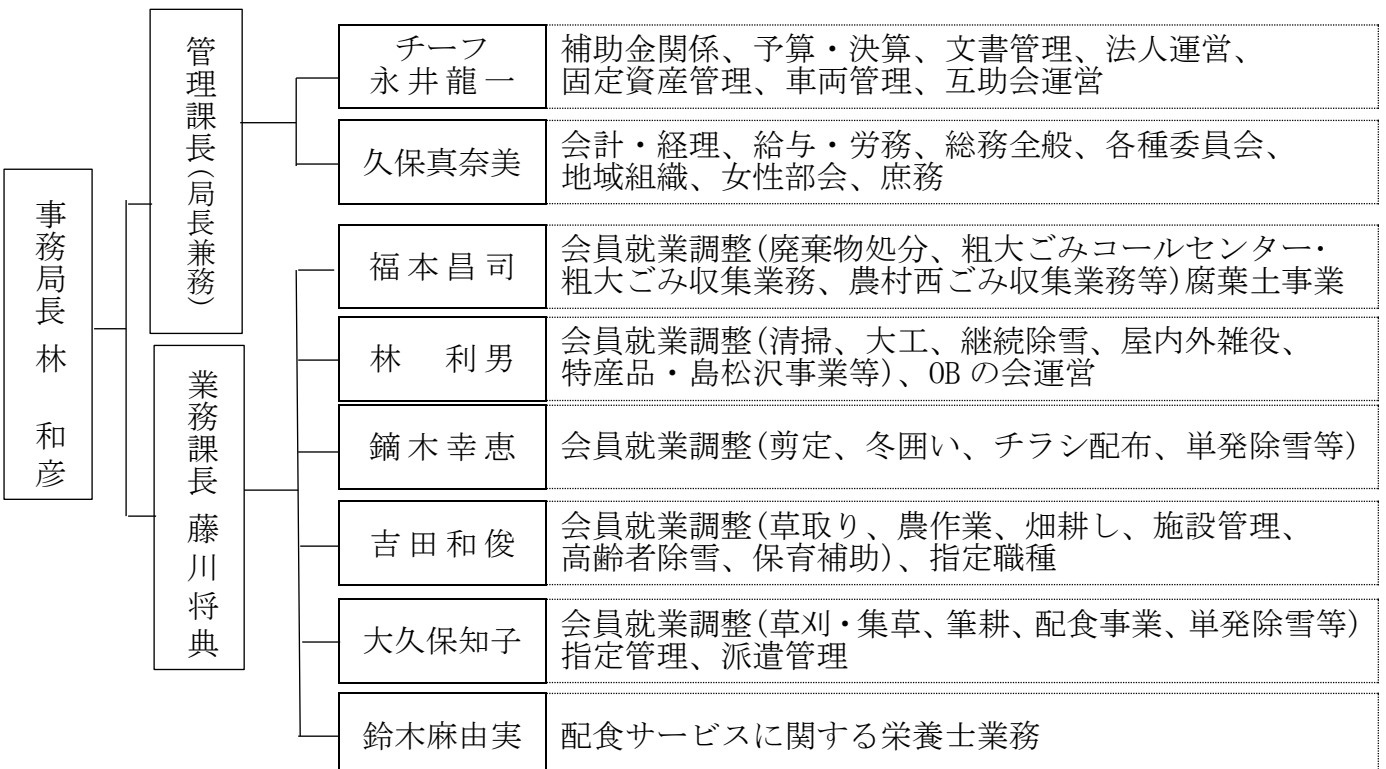 事務局長 林 和彦
管理課長(局長兼務)
チーフ
永井龍一
補助金関係、予算・決算、文書管理、法人運営、
固定資産管理、車両管理、互助会運営
久保真奈美
会計・経理、給与・労務、総務全般、各種委員会、
地域組織、女性部会、庶務
業務課長 藤川将典
福本昌司
会員就業調整(廃棄物処分、粗大ごみコールセンター・
粗大ごみ収集業務、農村西ごみ収集業務等)腐葉土事業
林 利男
会員就業調整(清掃、大工、継続除雪、屋内外雑役、
特産品・島松沢事業等)、OBの会運営
鏑木幸恵
会員就業調整(剪定、冬囲い、チラシ配布、単発除雪等)
吉田和俊
会員就業調整(草取り、農作業、畑耕し、施設管理、
高齢者除雪、保育補助)、指定職種
大久保知子
会員就業調整(草刈・集草、筆耕、配食事業、単発除雪等)
指定管理、派遣管理
鈴木麻由実
配食サービスに関する栄養士業務